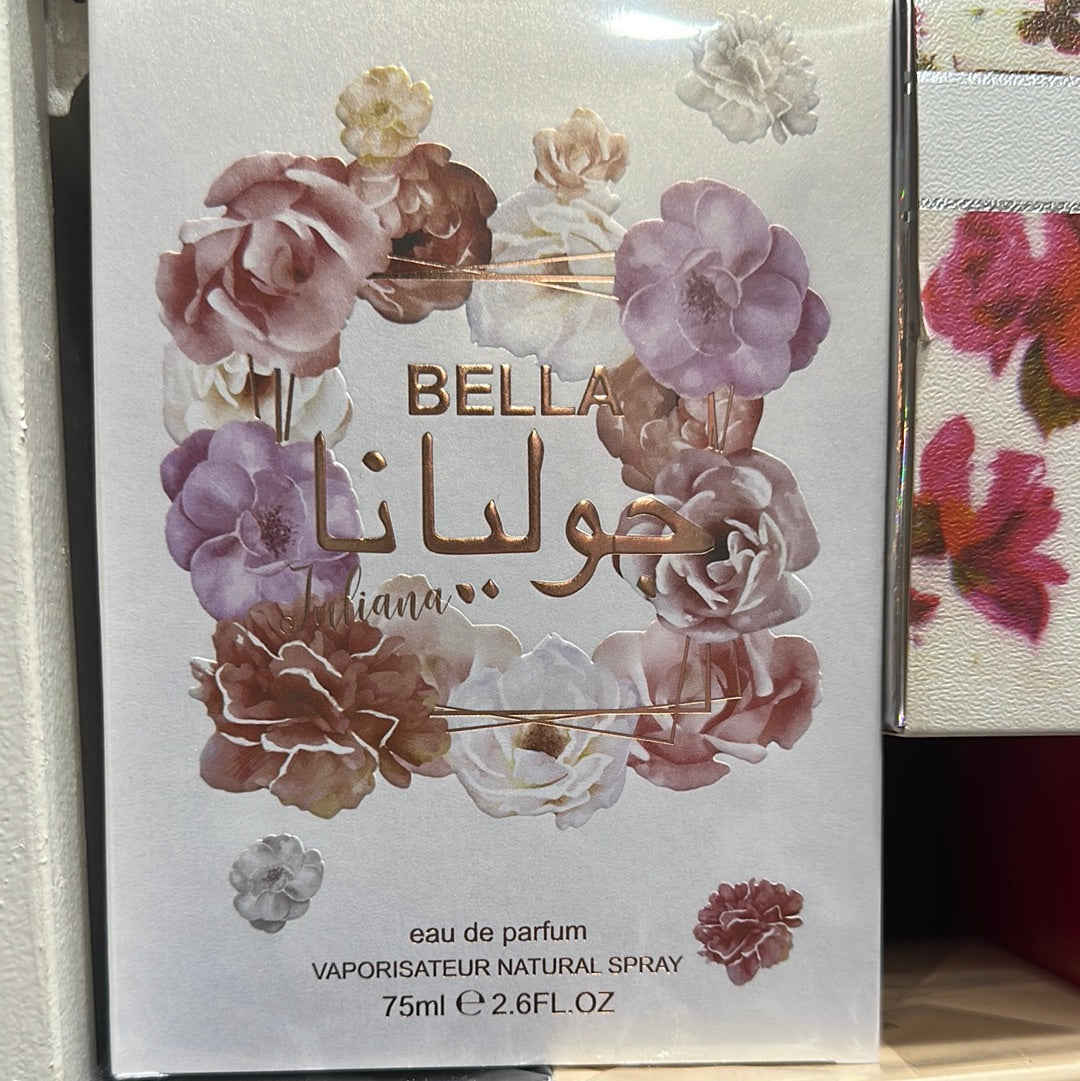 BELLA
جوليانا
Juliana
eau de parfum
VAPORISATEUR NATURAL SPRAY
75ml ℮ 2.6FL.OZ